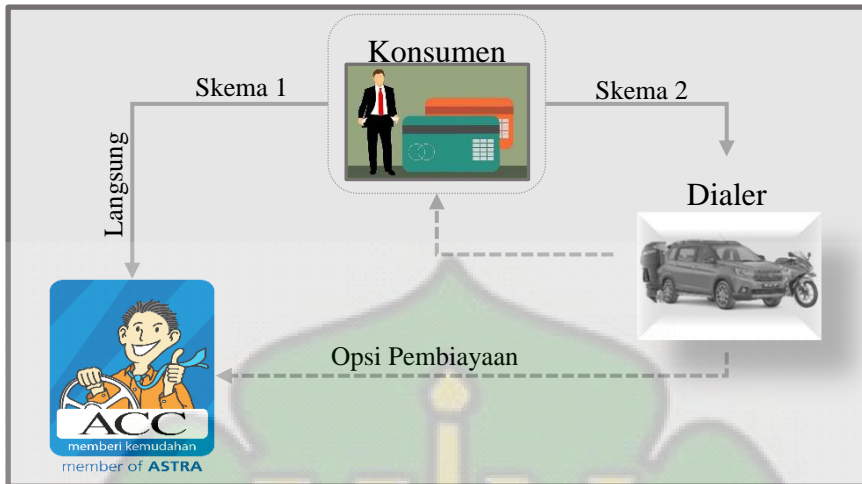 Konsumen
Skema 1
Skema 2
Langsung
Dialer
Opsi Pembiayaan
ACC
memberi kemudahan
member of ASTRA